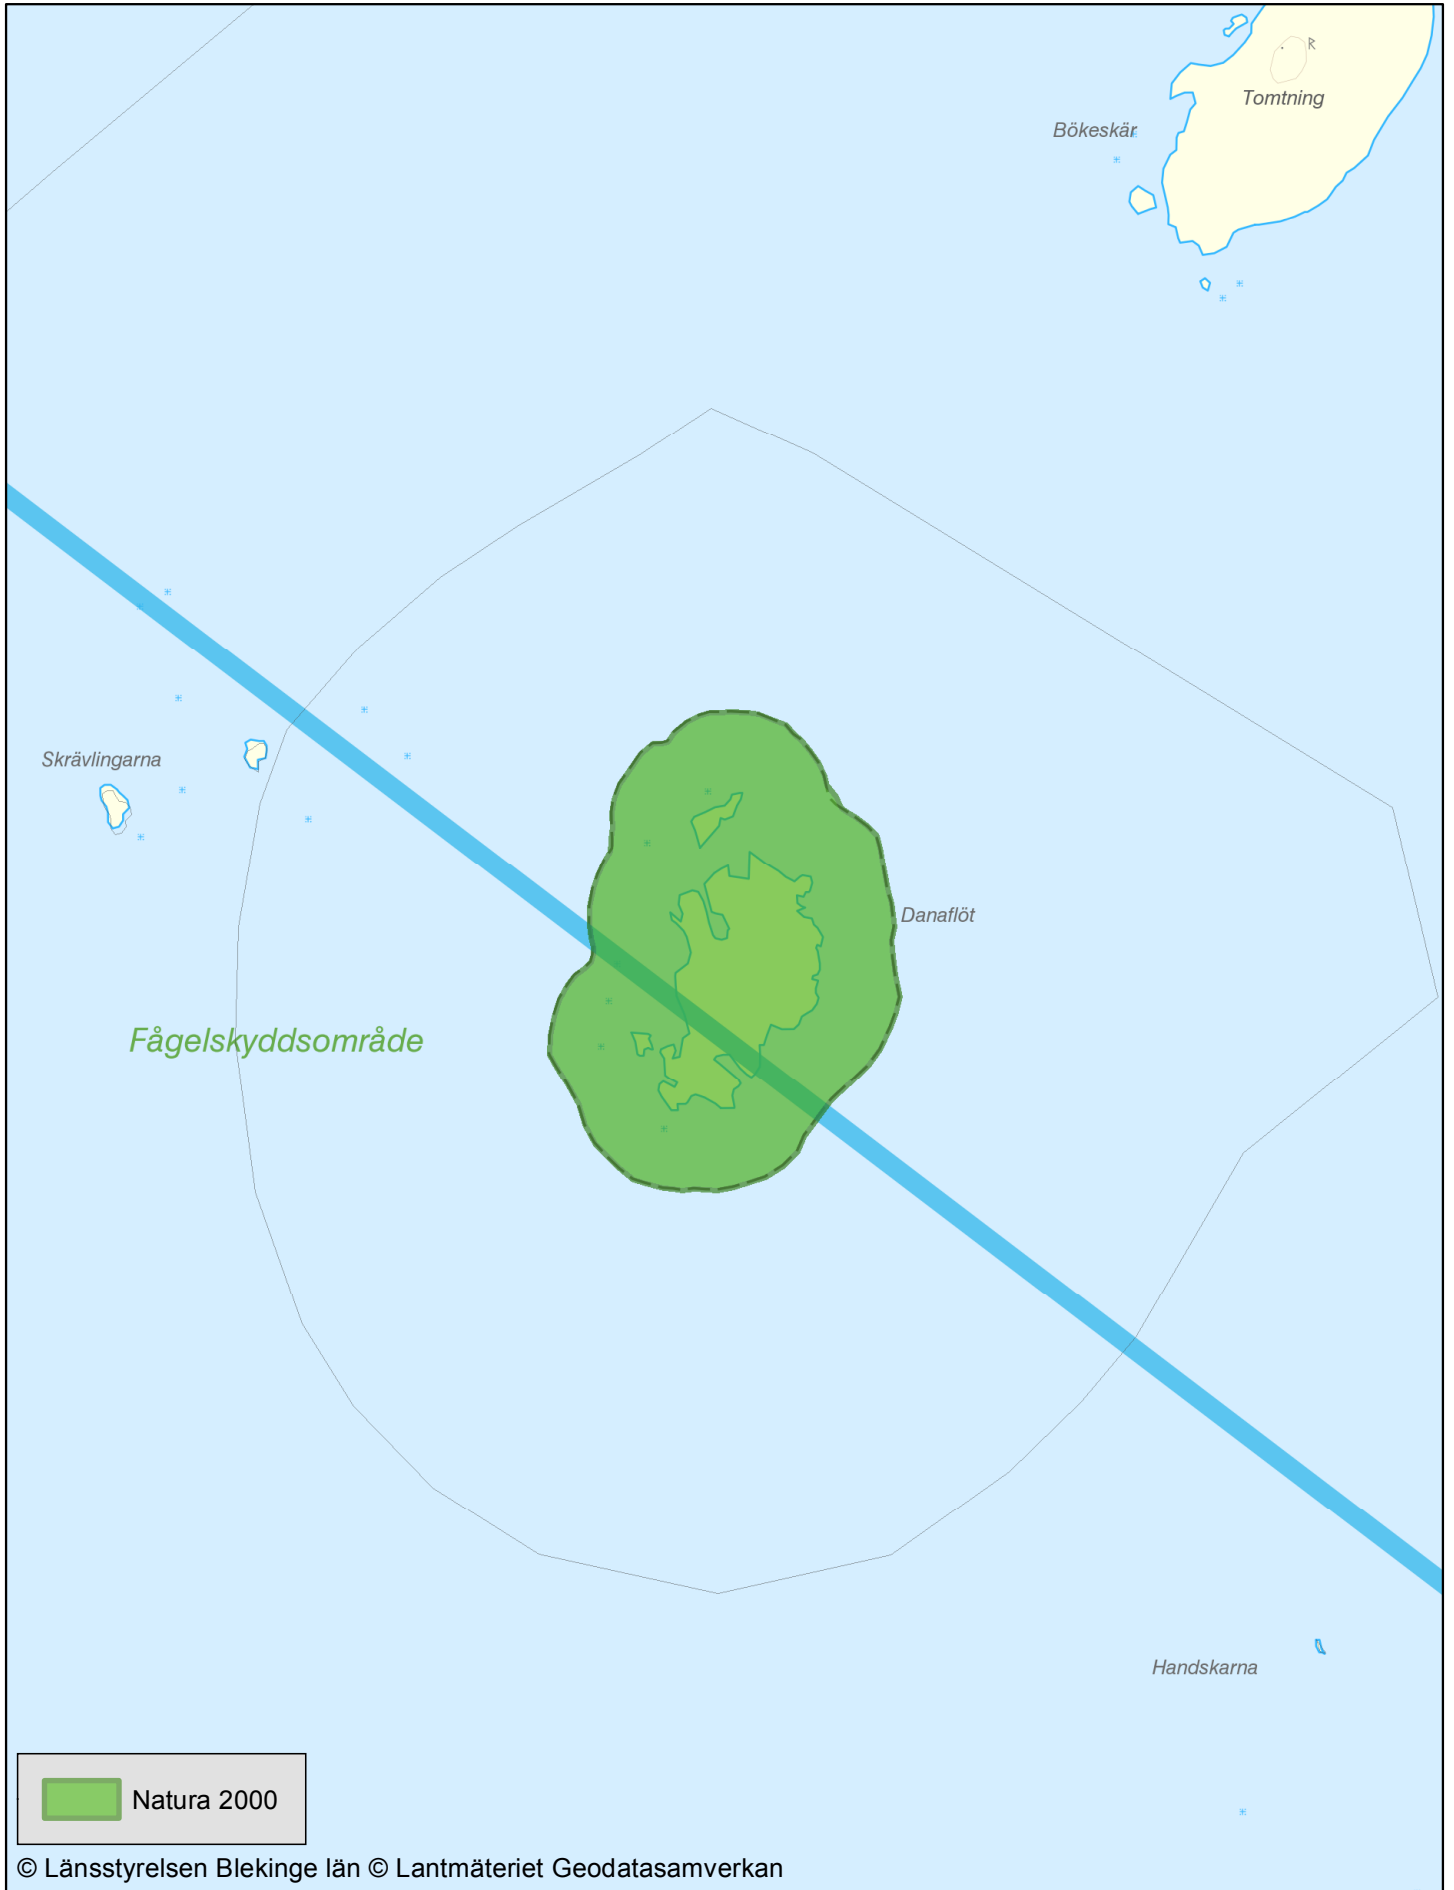 ᚱ
Tomtning
Bökeskär
Skrävlingarna
Danaflöt
Fågelskyddsområde
Handskarna
Natura 2000
© Länsstyrelsen Blekinge län © Lantmäteriet Geodatasamverkan